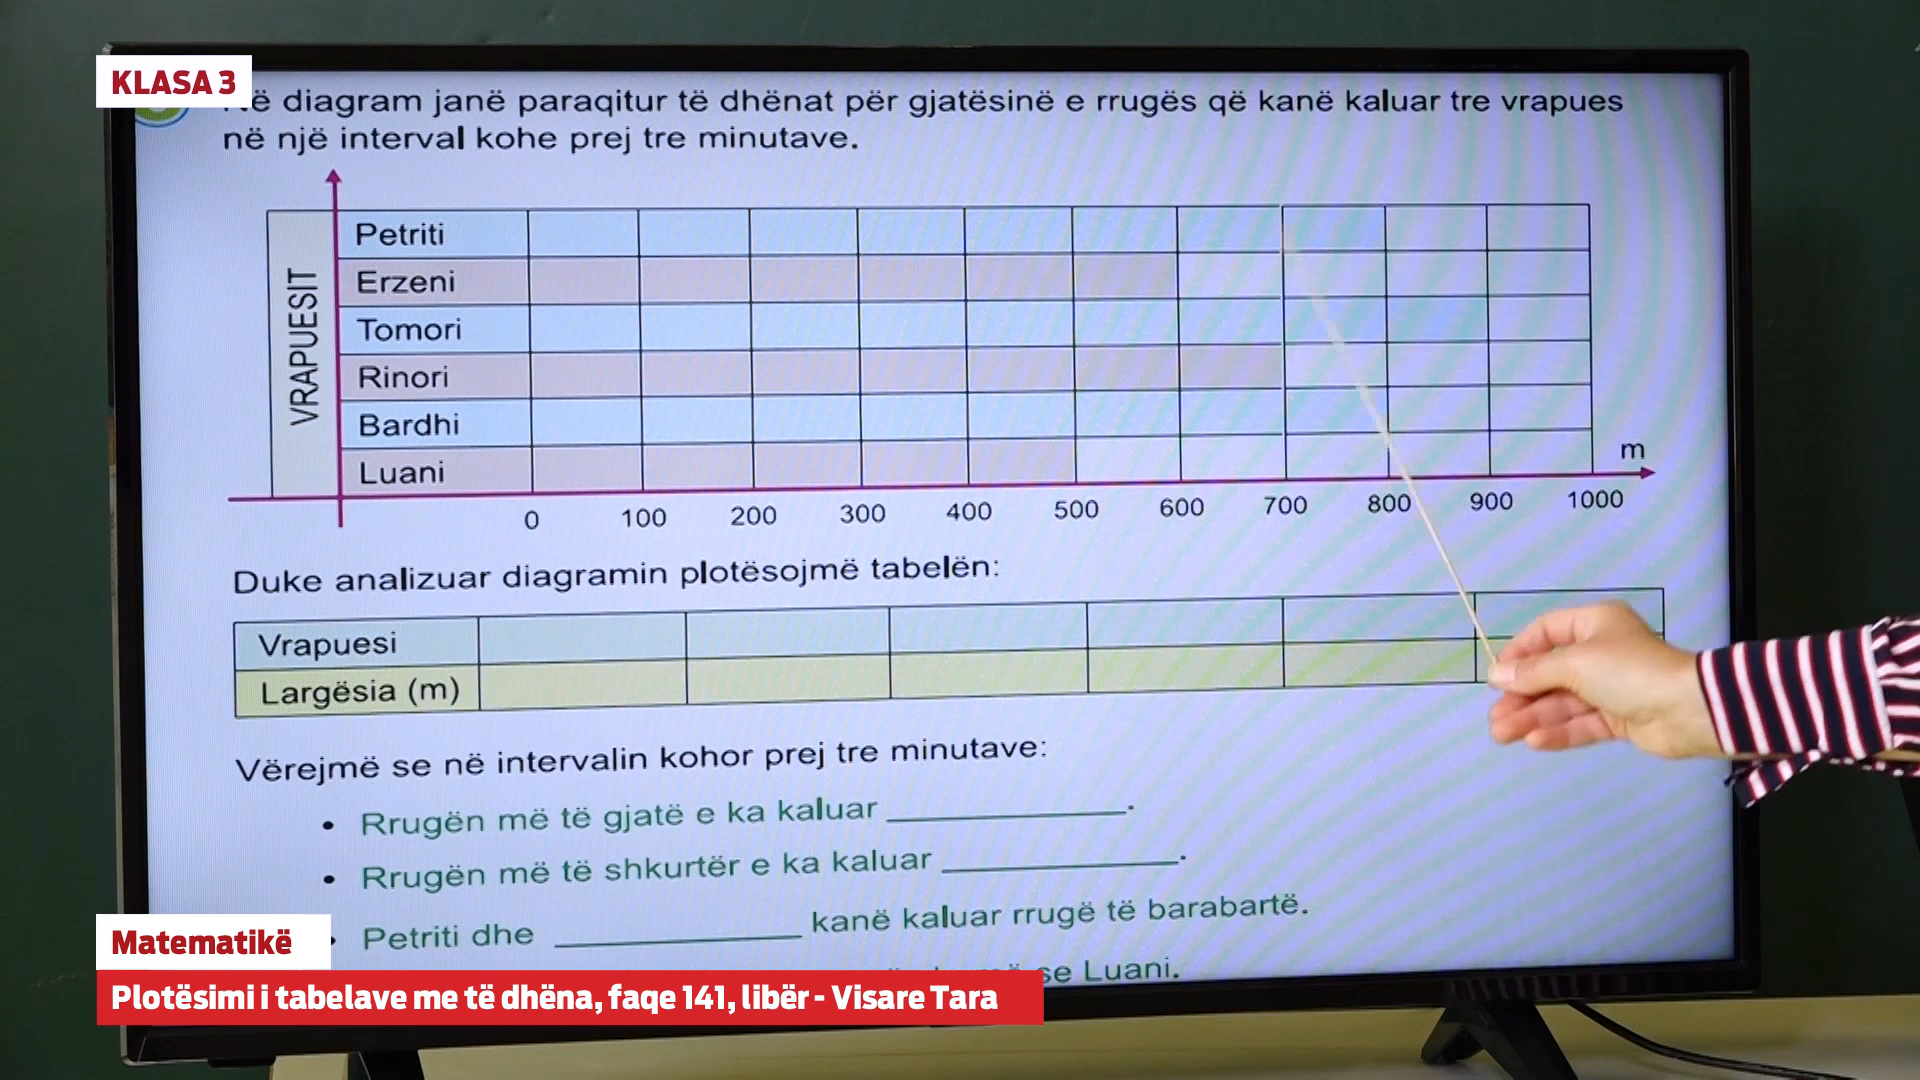 KLASA 3
Në diagram janë paraqitur të dhënat për gjatësinë e rrugës që kanë kaluar tre vrapues
në një interval kohe prej tre minutave.
VRAPUESIT
Petriti
Erzeni
Tomori
Rinori
Bardhi
Luani
m
0 100 200 300 400 500 600 700 800 900 1000
Duke analizuar diagramin plotësojmë tabelën:
Vrapuesi
Largësia (m)
Vërejmë se në intervalin kohor prej tre minutave:
• Rrugën më të gjatë e ka kaluar ____________.
• Rrugën më të shkurtër e ka kaluar ____________.
• Petriti dhe ____________ kanë kaluar rrugë të barabartë.
se Luani.
Matematikë
Plotësimi i tabelave me të dhëna, faqe 141, libër - Visare Tara